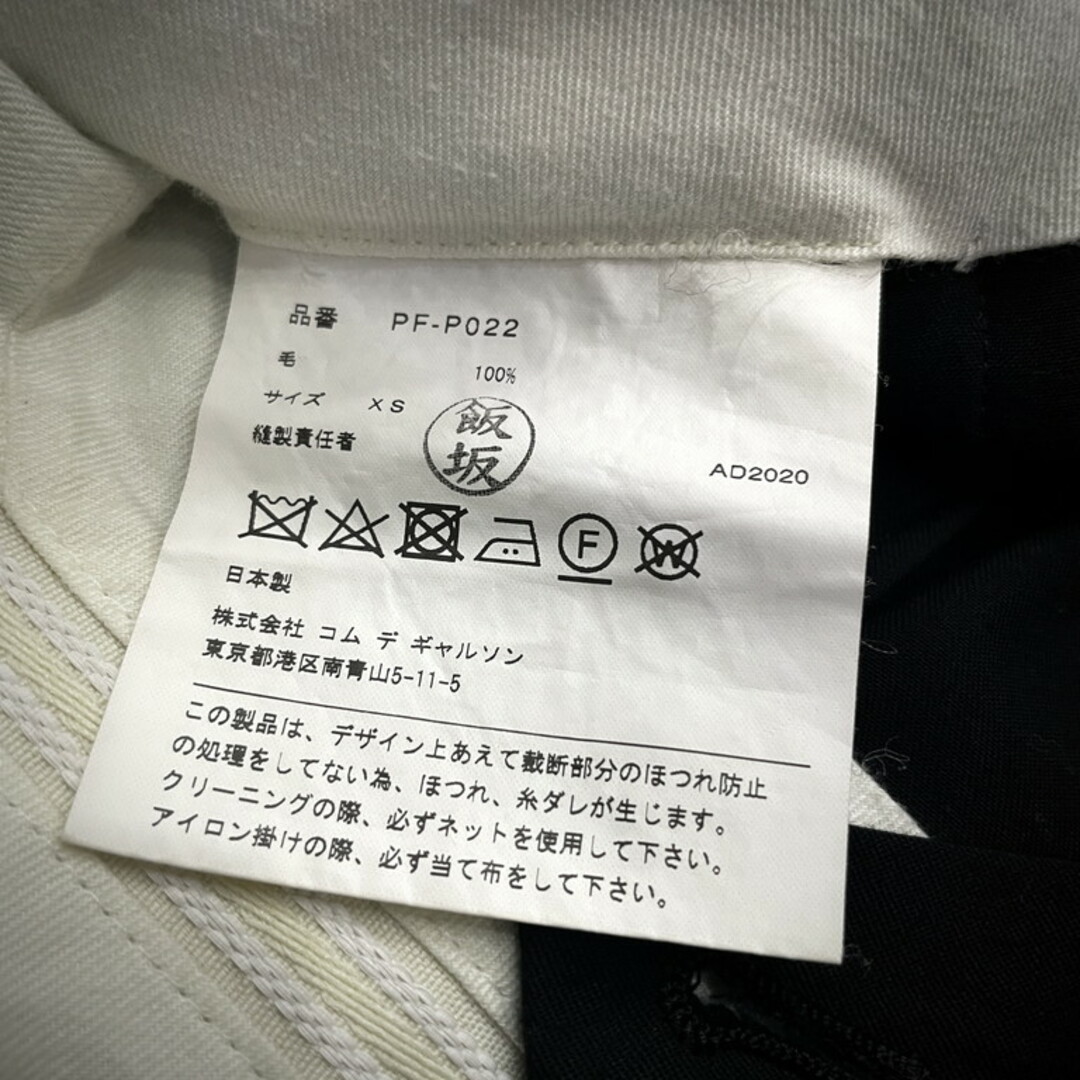 品番 PF-P022
毛 100%
サイズ XS
縫製責任者 飯坂
AD2020
F W
日本製
株式会社 コム デ ギャルソン
東京都港区南青山5-11-5
この製品は、デザイン上あえて裁断部分のほつれ防止
の処理をしてない為、ほつれ、糸ダレが生じます。
クリーニングの際、必ずネットを使用して下さい。
アイロン掛けの際、必ず当て布をして下さい。